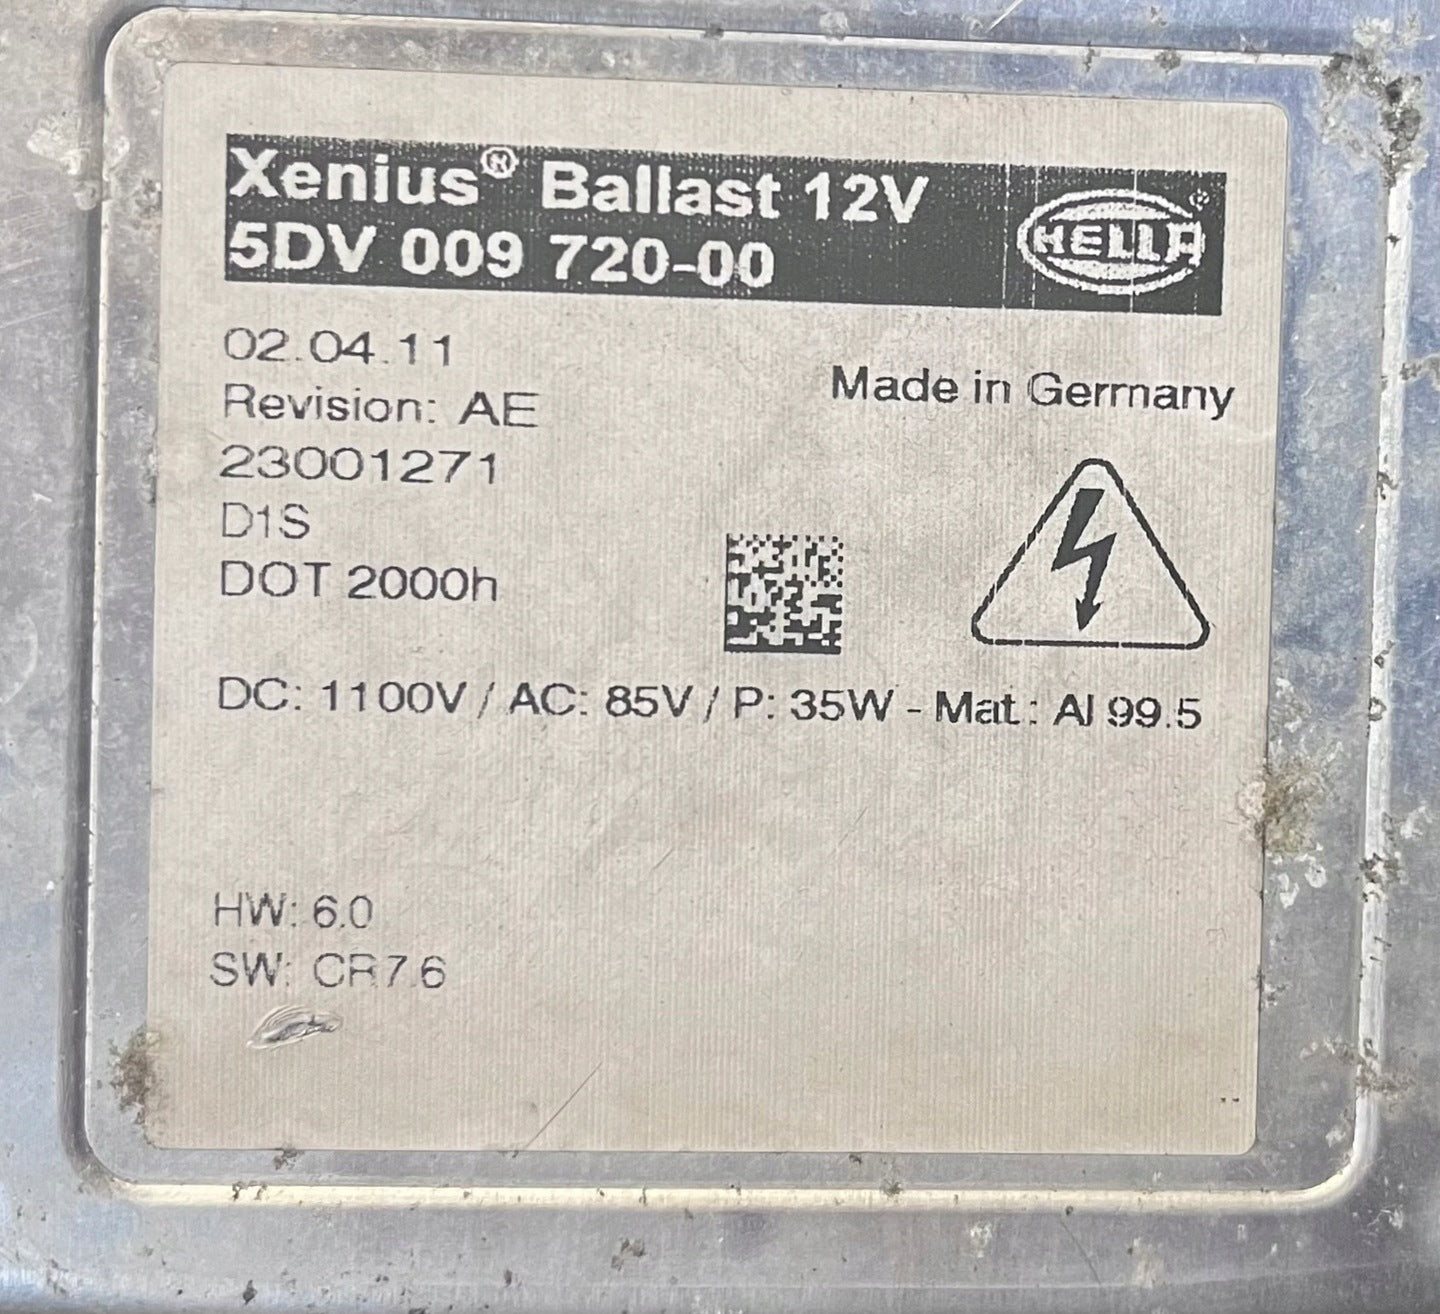 Xenius® Ballast 12V
5DV 009 720-00
HELLA®
02.04.11
Revision: AE
Made in Germany
23001271
D1S
DOT 2000h
DC: 1100V / AC: 85V / P: 35W - Mat.: Al 99.5
HW: 6.0
SW: CR7.6